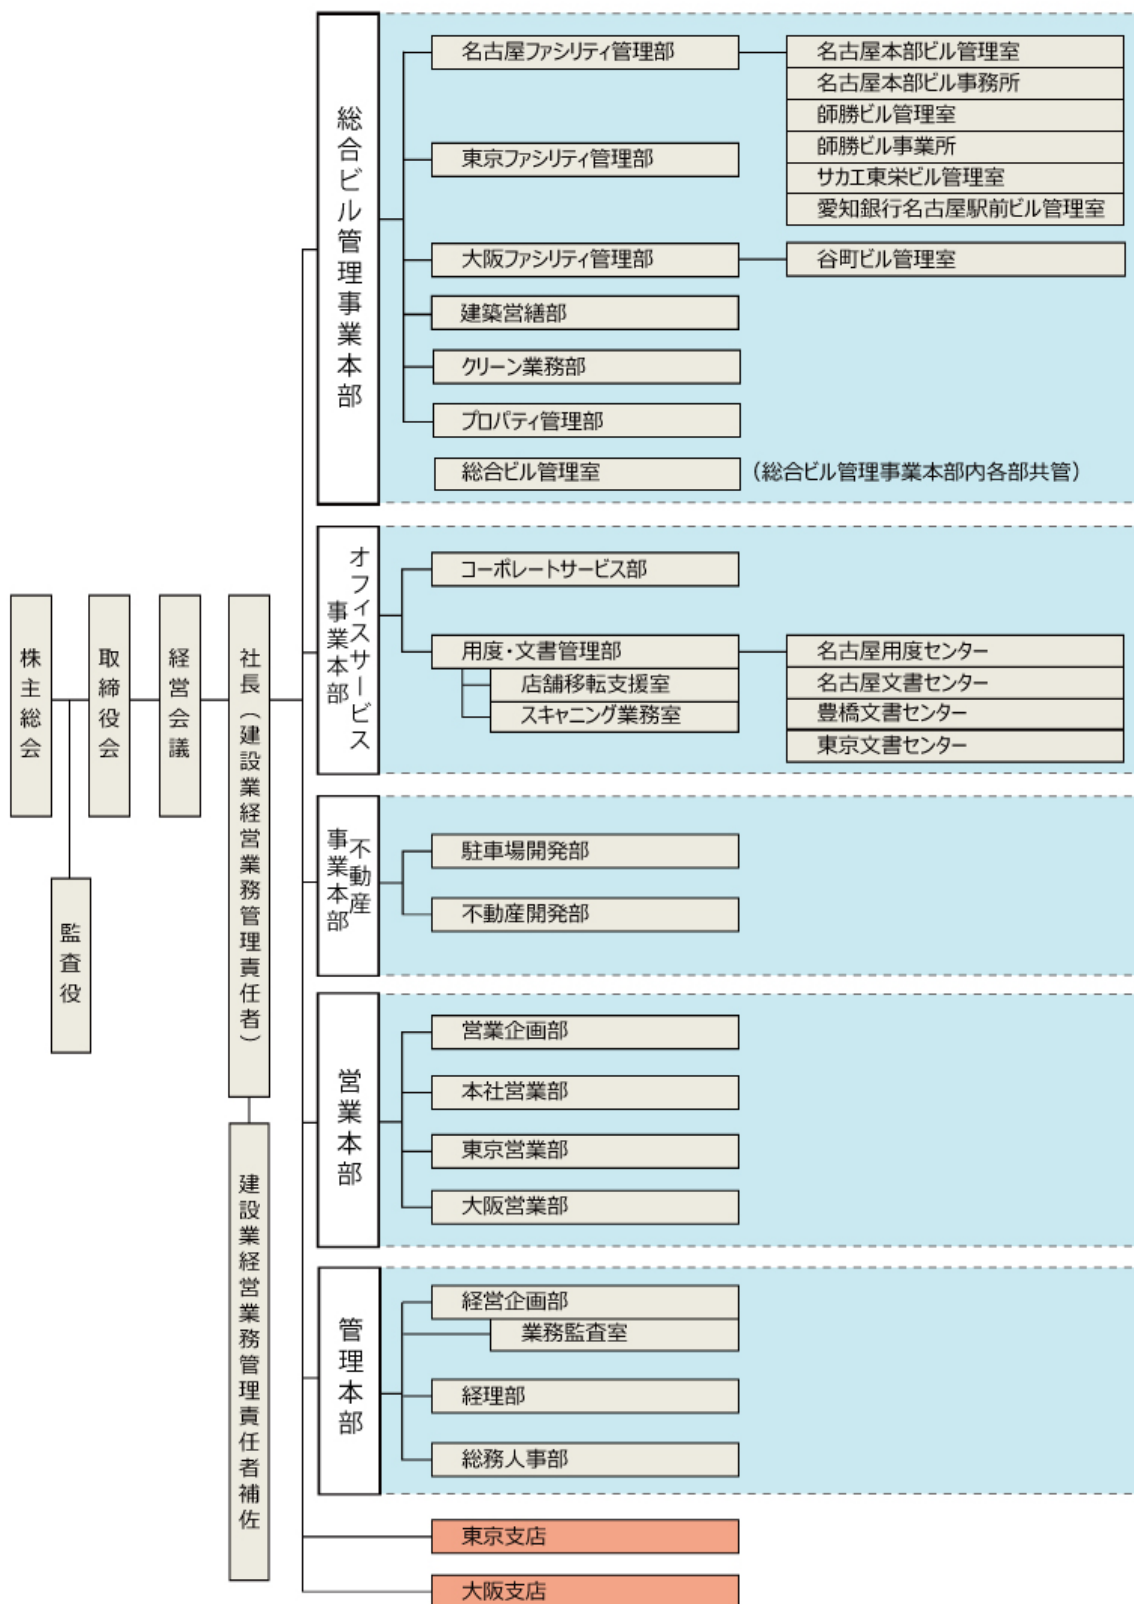 株主総会
監査役
取締役会
経営会議
社長（建設業経営業務管理責任者）
建設業経営業務管理責任者補佐
総合ビル管理事業本部
名古屋ファシリティ管理部
名古屋本部ビル管理室
名古屋本部ビル事務所
師勝ビル管理室
師勝ビル事業所
サカエ東栄ビル管理室
愛知銀行名古屋駅前ビル管理室
東京ファシリティ管理部
大阪ファシリティ管理部
谷町ビル管理室
建築営繕部
クリーン業務部
プロパティ管理部
総合ビル管理室
（総合ビル管理事業本部内各部共管）
オフィスサービス
事業本部
コーポレートサービス部
用度・文書管理部
店舗移転支援室
スキャニング業務室
名古屋用度センター
名古屋文書センター
豊橋文書センター
東京文書センター
不動産
事業本部
駐車場開発部
不動産開発部
営業本部
営業企画部
本社営業部
東京営業部
大阪営業部
管理本部
経営企画部
業務監査室
経理部
総務人事部
東京支店
大阪支店